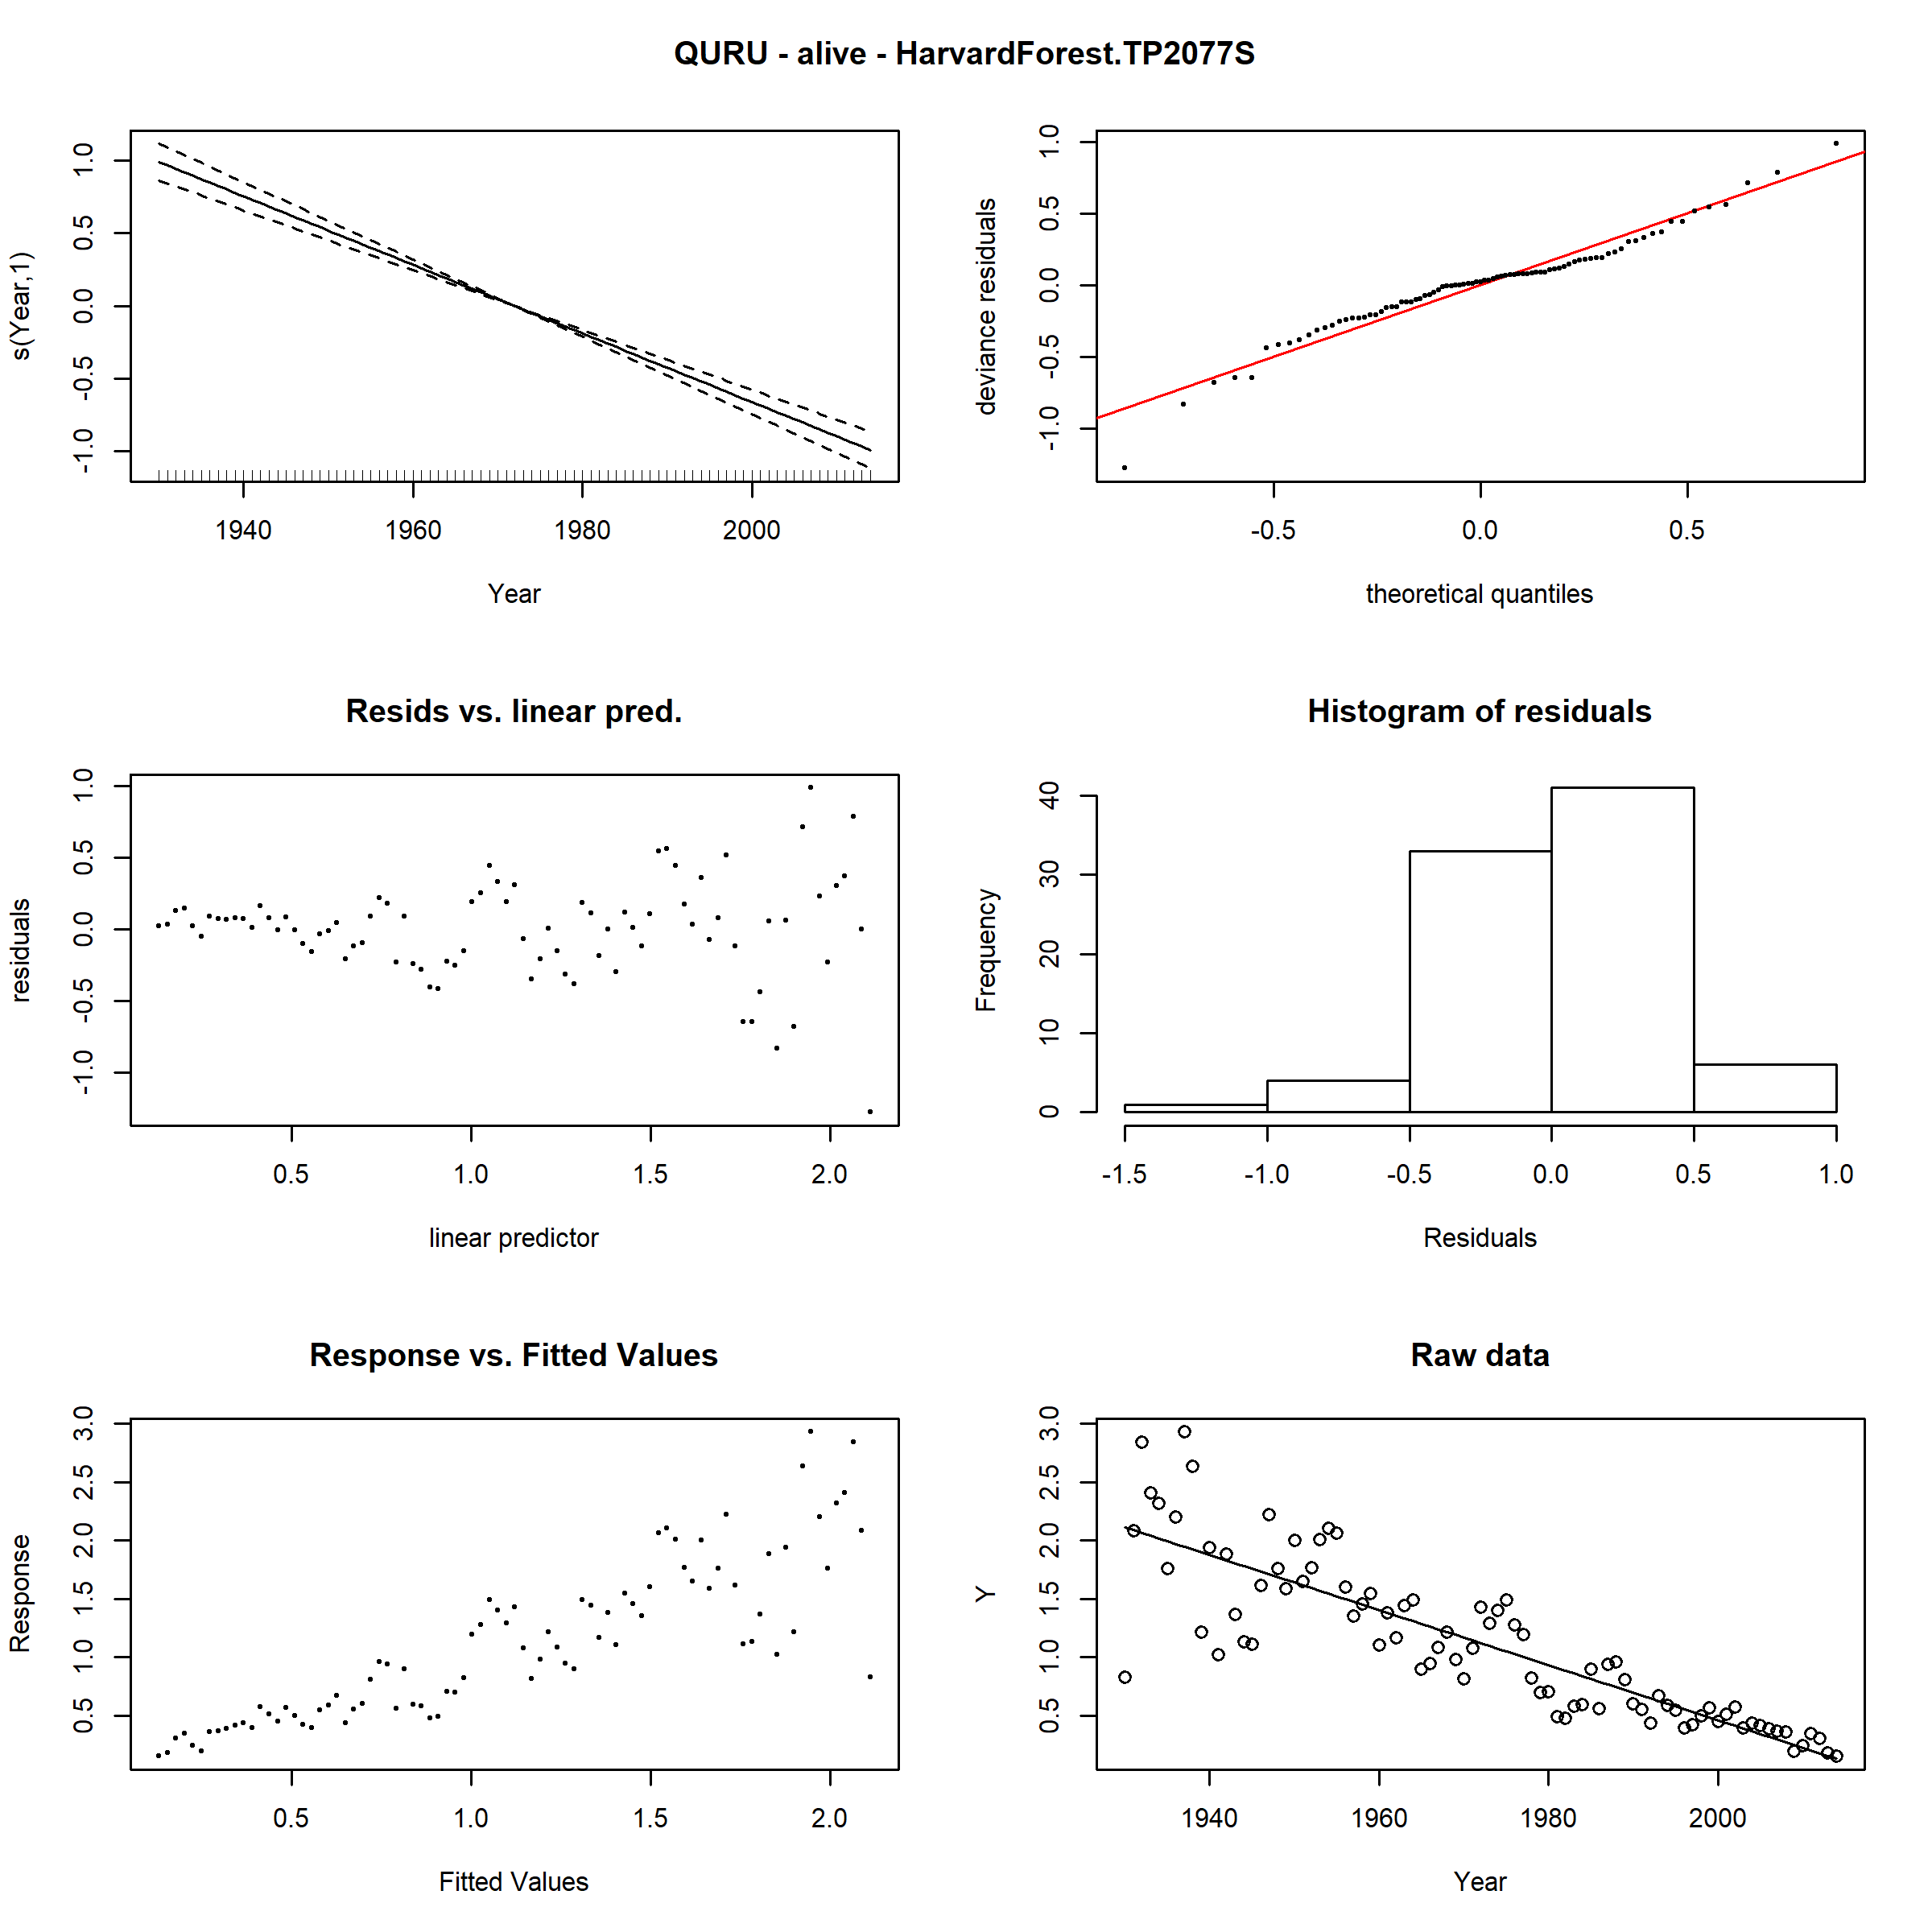 QURU - alive - HarvardForest.TP2077S
s(Year,1)
1.0
0.5
0.0
-0.5
-1.0
1940 1960 1980 2000
Year
deviance residuals
1.0
0.5
0.0
-0.5
-1.0
-0.5 0.0 0.5
theoretical quantiles
Resids vs. linear pred.
residuals
1.0
0.5
0.0
-0.5
-1.0
0.5 1.0 1.5 2.0
linear predictor
Histogram of residuals
Frequency
40
30
20
10
0
-1.5 -1.0 -0.5 0.0 0.5 1.0
Residuals
Response vs. Fitted Values
Response
3.0
2.5
2.0
1.5
1.0
0.5
0.5 1.0 1.5 2.0
Fitted Values
Raw data
Y
3.0
2.5
2.0
1.5
1.0
0.5
1940 1960 1980 2000
Year